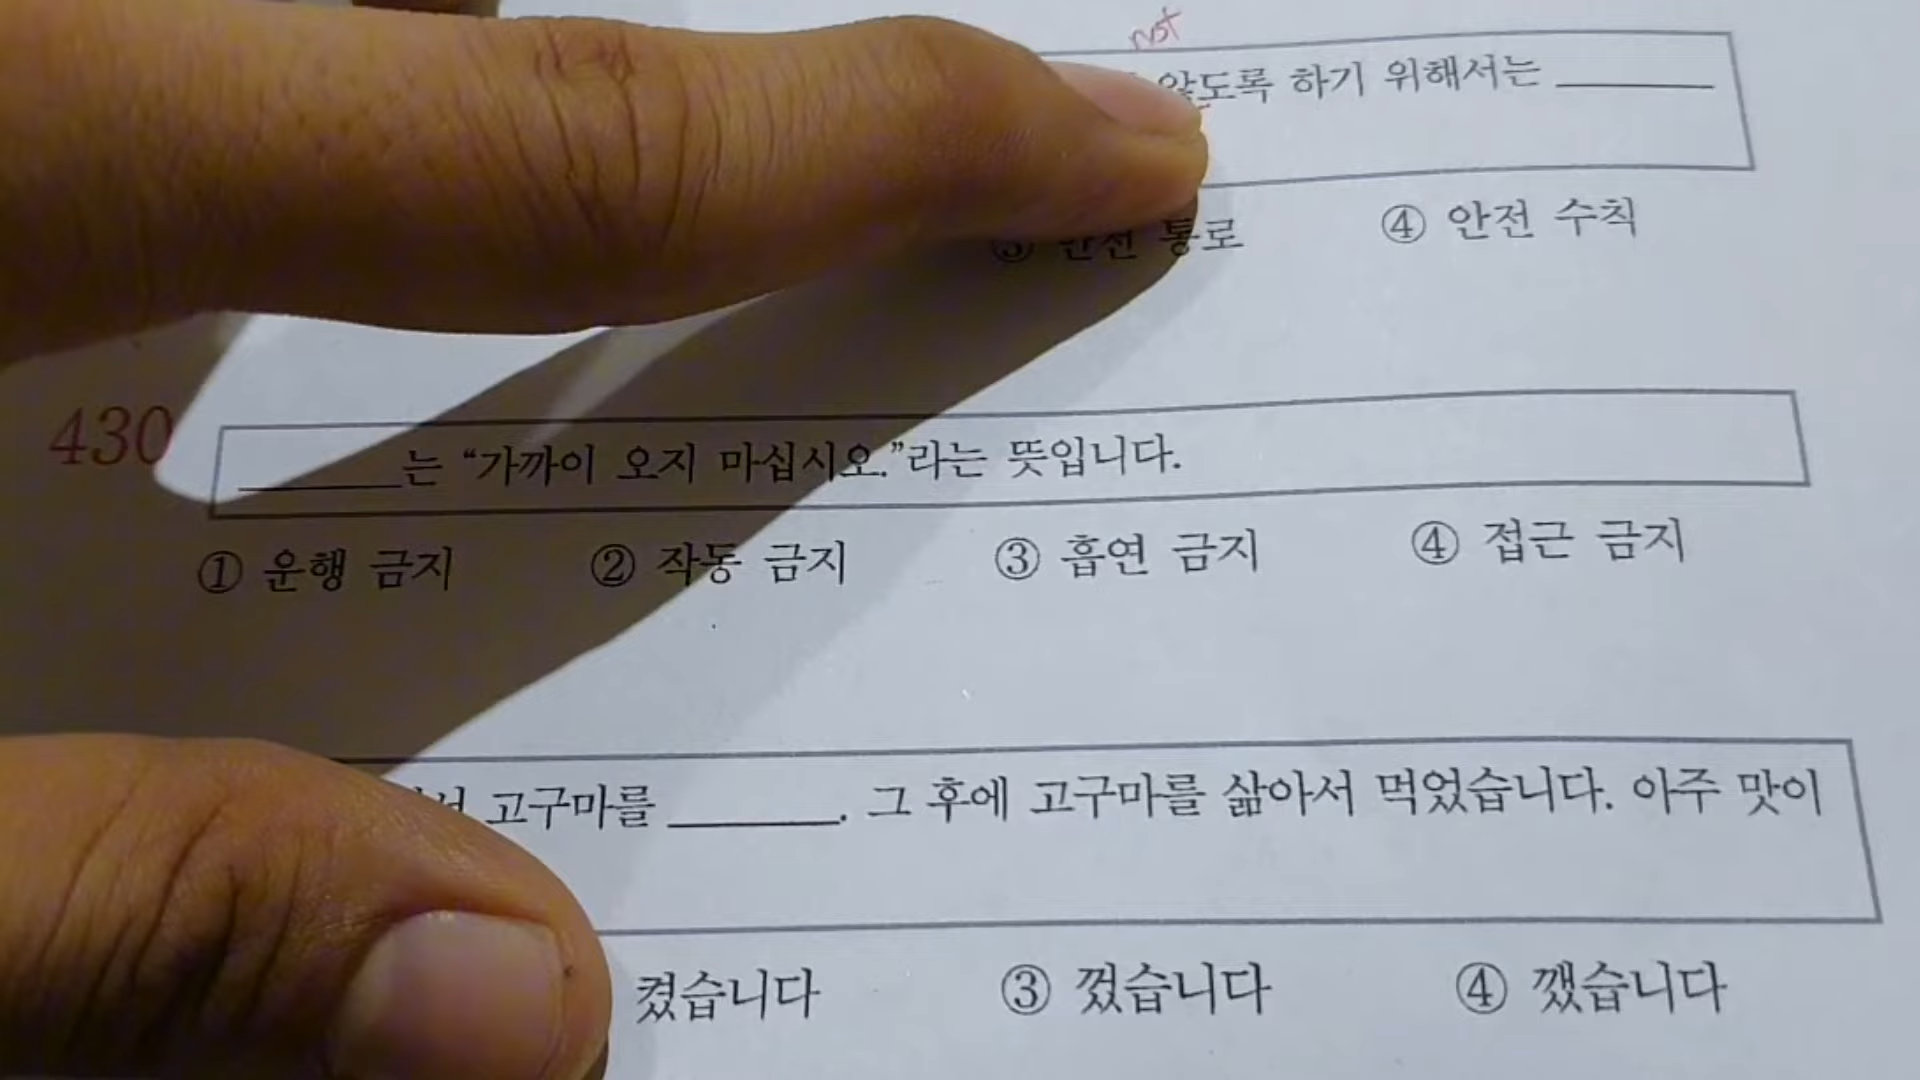 not
않도록 하기 위해서는 ______
③ 안전 통로 ④ 안전 수칙
430
______는 “가까이 오지 마십시오.”라는 뜻입니다.
① 운행 금지 ② 작동 금지 ③ 흡연 금지 ④ 접근 금지
고구마를 ______. 그 후에 고구마를 삶아서 먹었습니다. 아주 맛이
켰습니다 ③ 껐습니다 ④ 깼습니다